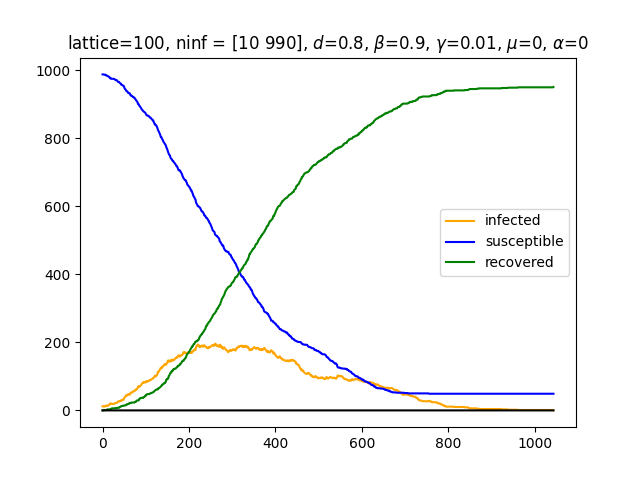 lattice=100, ninf = [10 990], d=0.8, β=0.9, γ=0.01, μ=0, α=0
1000
800
600
400
200
0
infected
susceptible
recovered
0 200 400 600 800 1000